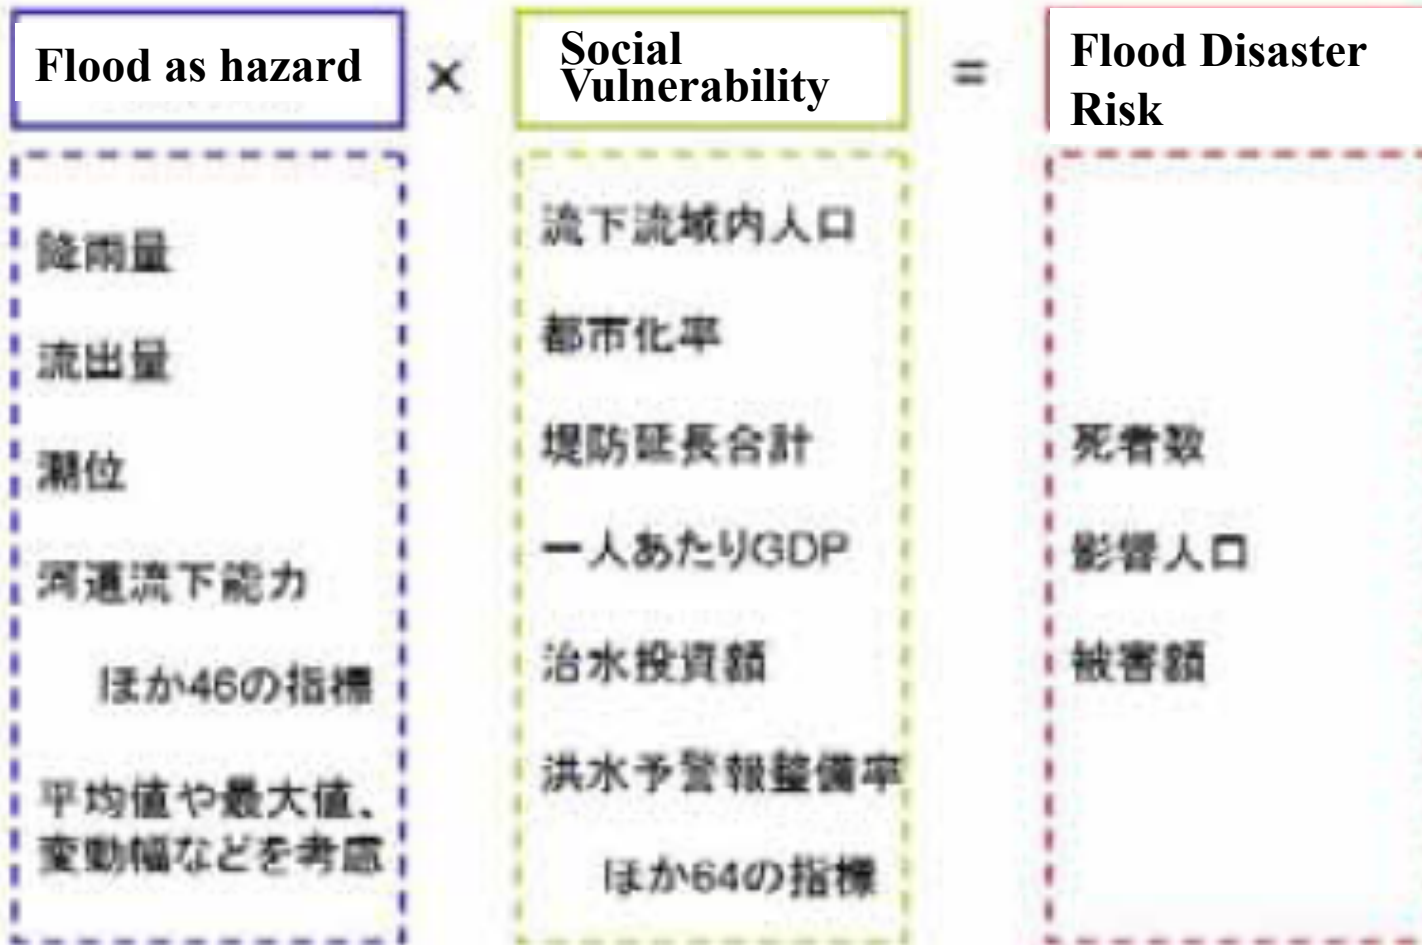 Flood as hazard
×
Social
Vulnerability
=
Flood Disaster
Risk
降雨量
流出量
潮位
河道流下能力
ほか46の指標
平均値や最大値、
変動幅などを考慮
流下流域内人口
都市化率
堤防延長合計
一人あたりGDP
治水投資額
洪水予警報整備率
ほか64の指標
死者数
影響人口
被害額